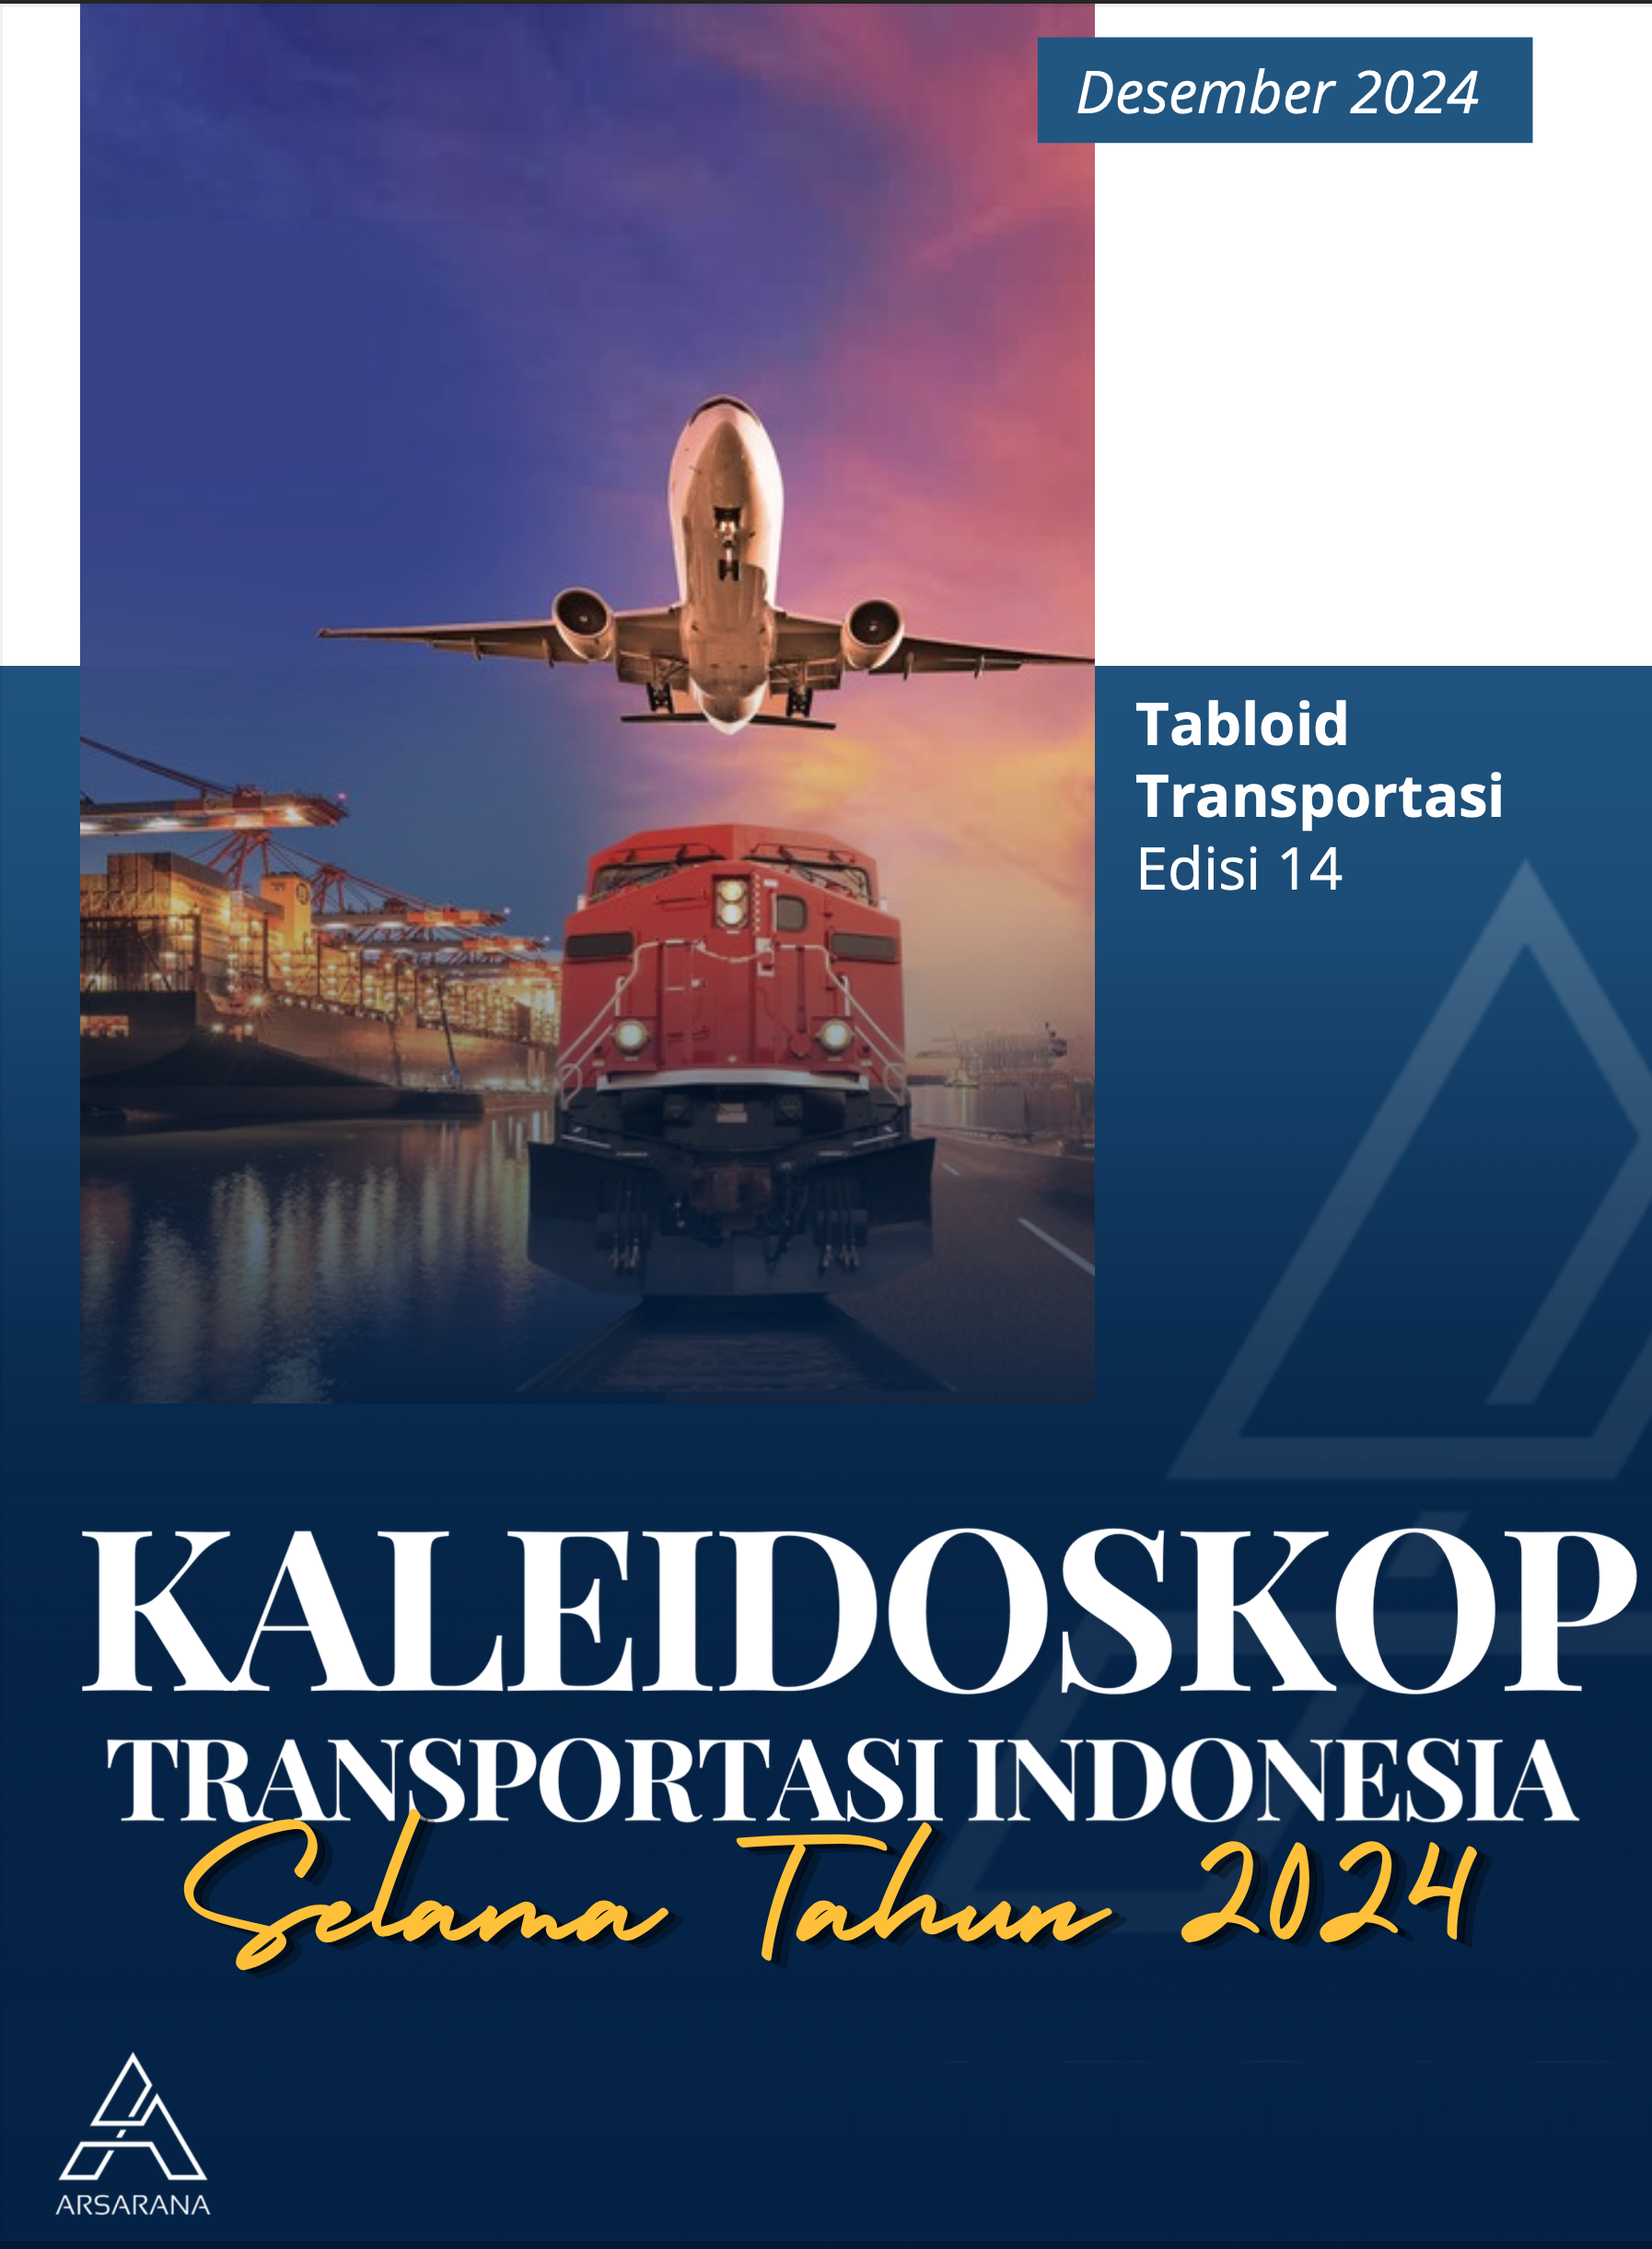 Desember 2024
Tabloid
Transportasi
Edisi 14
KALEIDOSKOP
TRANSPORTASI INDONESIA
Selama Tahun 2024
ARSARANA